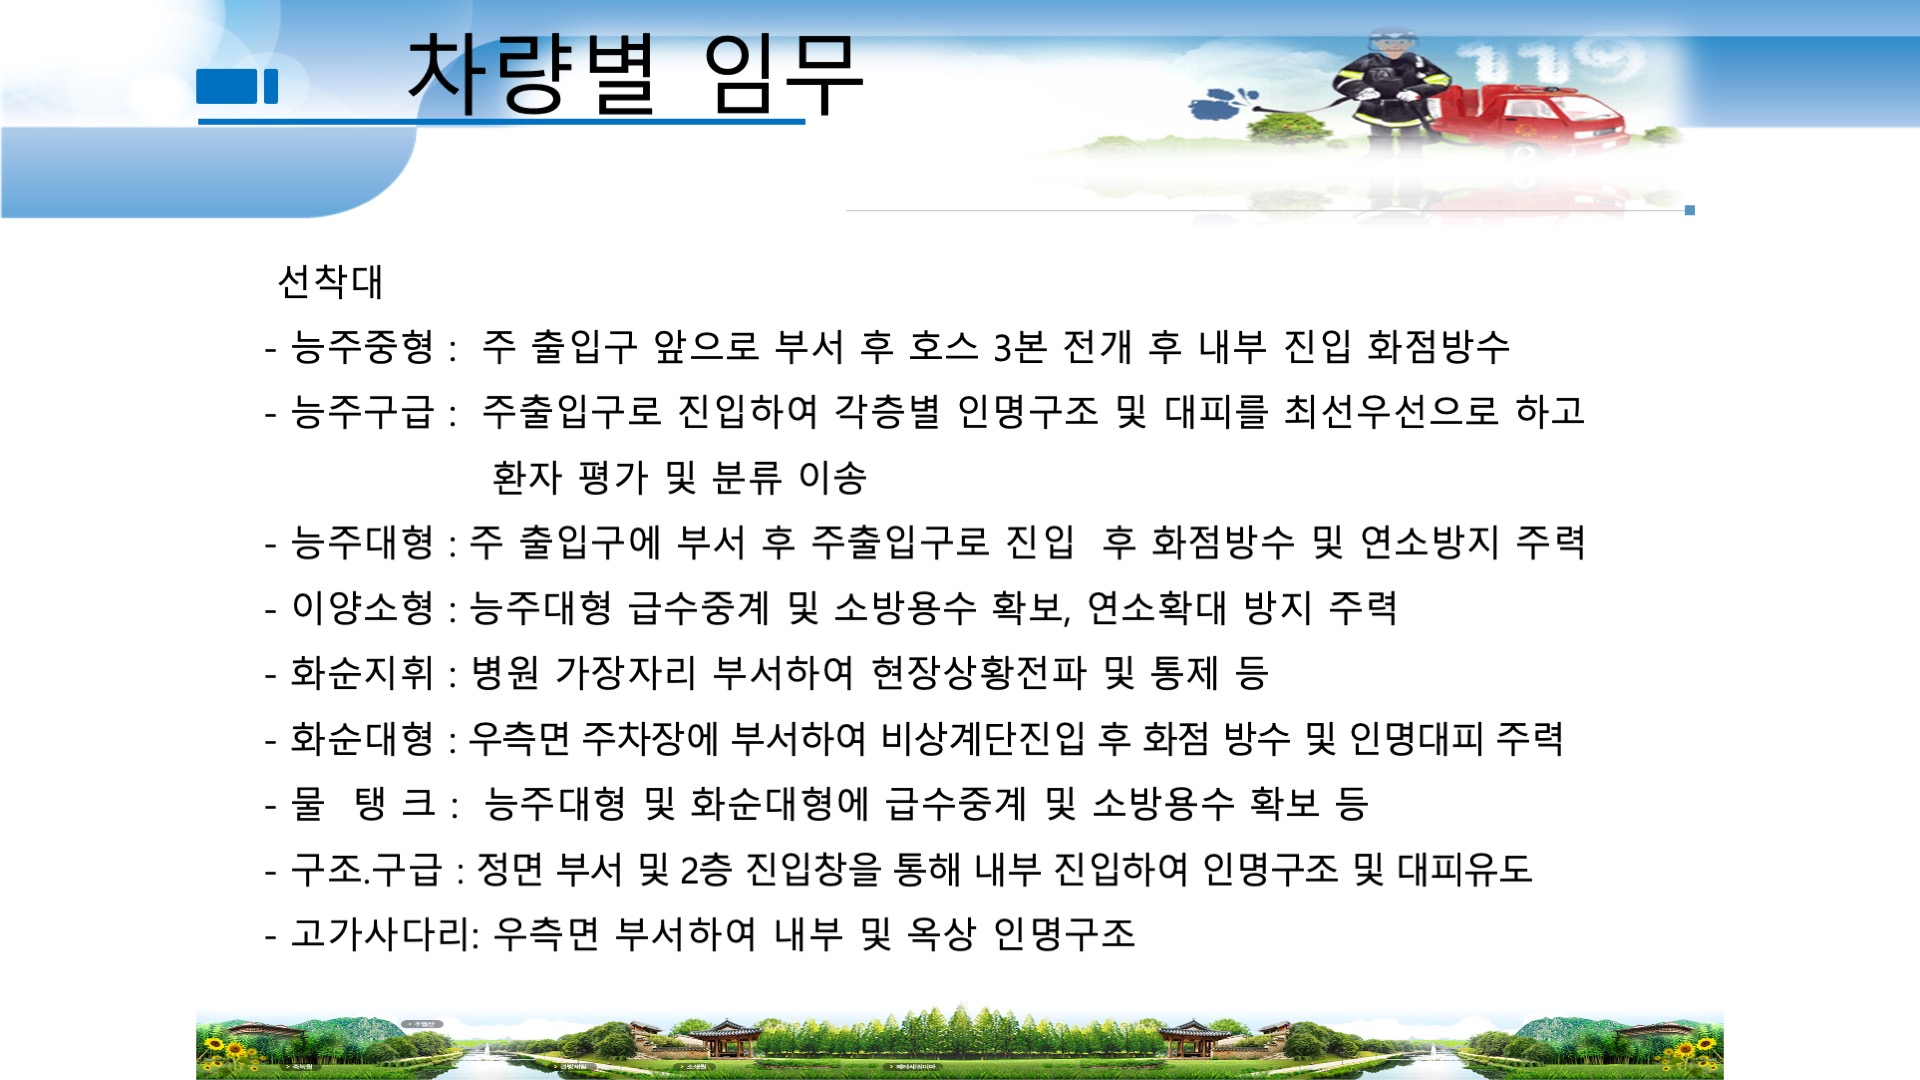 차량별 임무
119
선착대
- 능주중형 : 주 출입구 앞으로 부서 후 호스 3본 전개 후 내부 진입 화점방수
- 능주구급 : 주출입구로 진입하여 각층별 인명구조 및 대피를 최선우선으로 하고
환자 평가 및 분류 이송
- 능주대형 : 주 출입구에 부서 후 주출입구로 진입 후 화점방수 및 연소방지 주력
- 이양소형 : 능주대형 급수중계 및 소방용수 확보, 연소확대 방지 주력
- 화순지휘 : 병원 가장자리 부서하여 현장상황전파 및 통제 등
- 화순대형 : 우측면 주차장에 부서하여 비상계단진입 후 화점 방수 및 인명대피 주력
- 물 탱 크 : 능주대형 및 화순대형에 급수중계 및 소방용수 확보 등
- 구조.구급 : 정면 부서 및 2층 진입창을 통해 내부 진입하여 인명구조 및 대피유도
- 고가사다리: 우측면 부서하여 내부 및 옥상 인명구조